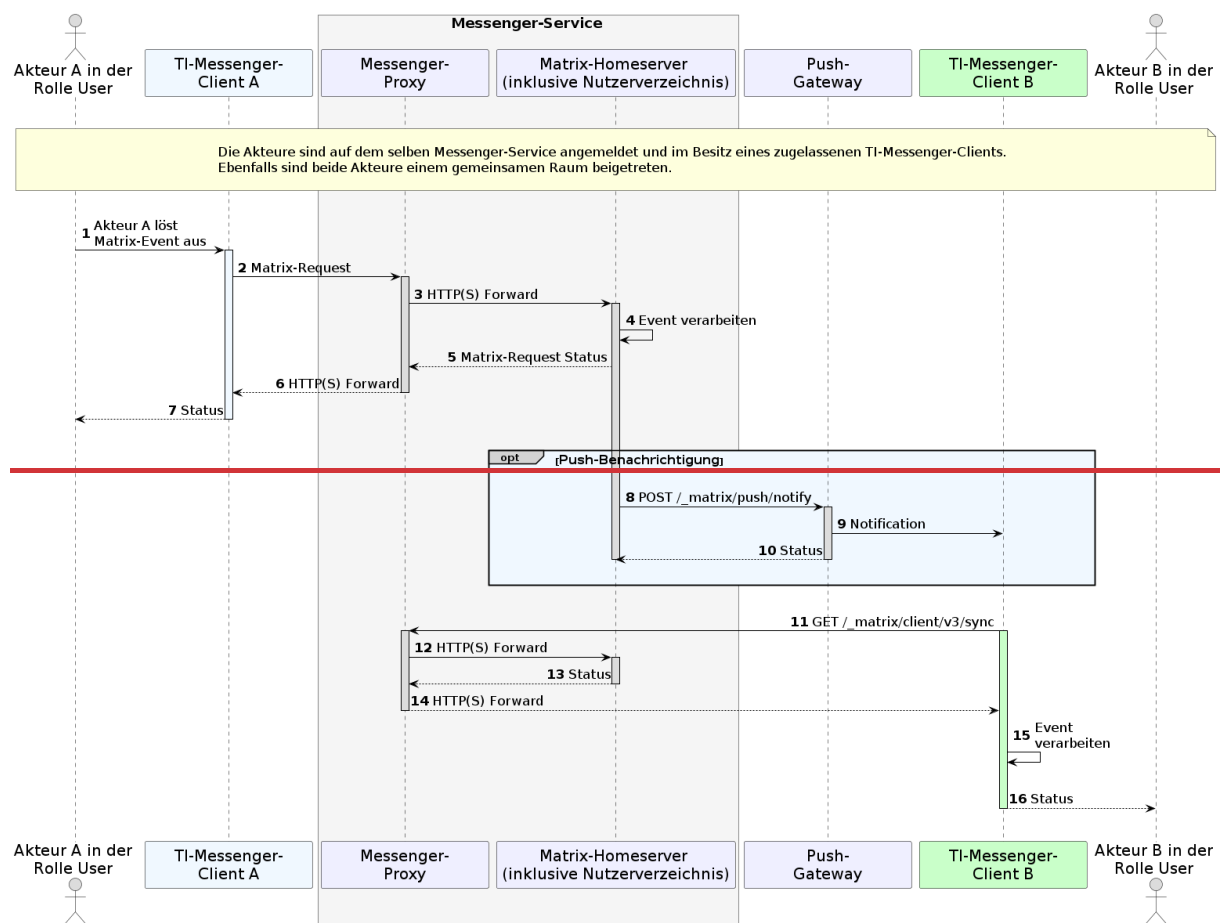 Messenger-Service
Akteur A in der
Rolle User
TI-Messenger-
Client A
Messenger-
Proxy
Matrix-Homeserver
(inklusive Nutzerverzeichnis)
Push-
Gateway
TI-Messenger-
Client B
Akteur B in der
Rolle User
Die Akteure sind auf dem selben Messenger-Service angemeldet und im Besitz eines zugelassenen TI-Messenger-Clients.
Ebenfalls sind beide Akteure einem gemeinsamen Raum beigetreten.
1 Akteur A löst
Matrix-Event aus
2 Matrix-Request
3 HTTP(S) Forward
4 Event verarbeiten
5 Matrix-Request Status
6 HTTP(S) Forward
7 Status
opt [Push-Benachrichtigung]
8 POST /_matrix/push/notify
9 Notification
10 Status
11 GET /_matrix/client/v3/sync
12 HTTP(S) Forward
13 Status
14 HTTP(S) Forward
15 Event
verarbeiten
16 Status
Akteur A in der
Rolle User
TI-Messenger-
Client A
Messenger-
Proxy
Matrix-Homeserver
(inklusive Nutzerverzeichnis)
Push-
Gateway
TI-Messenger-
Client B
Akteur B in der
Rolle User